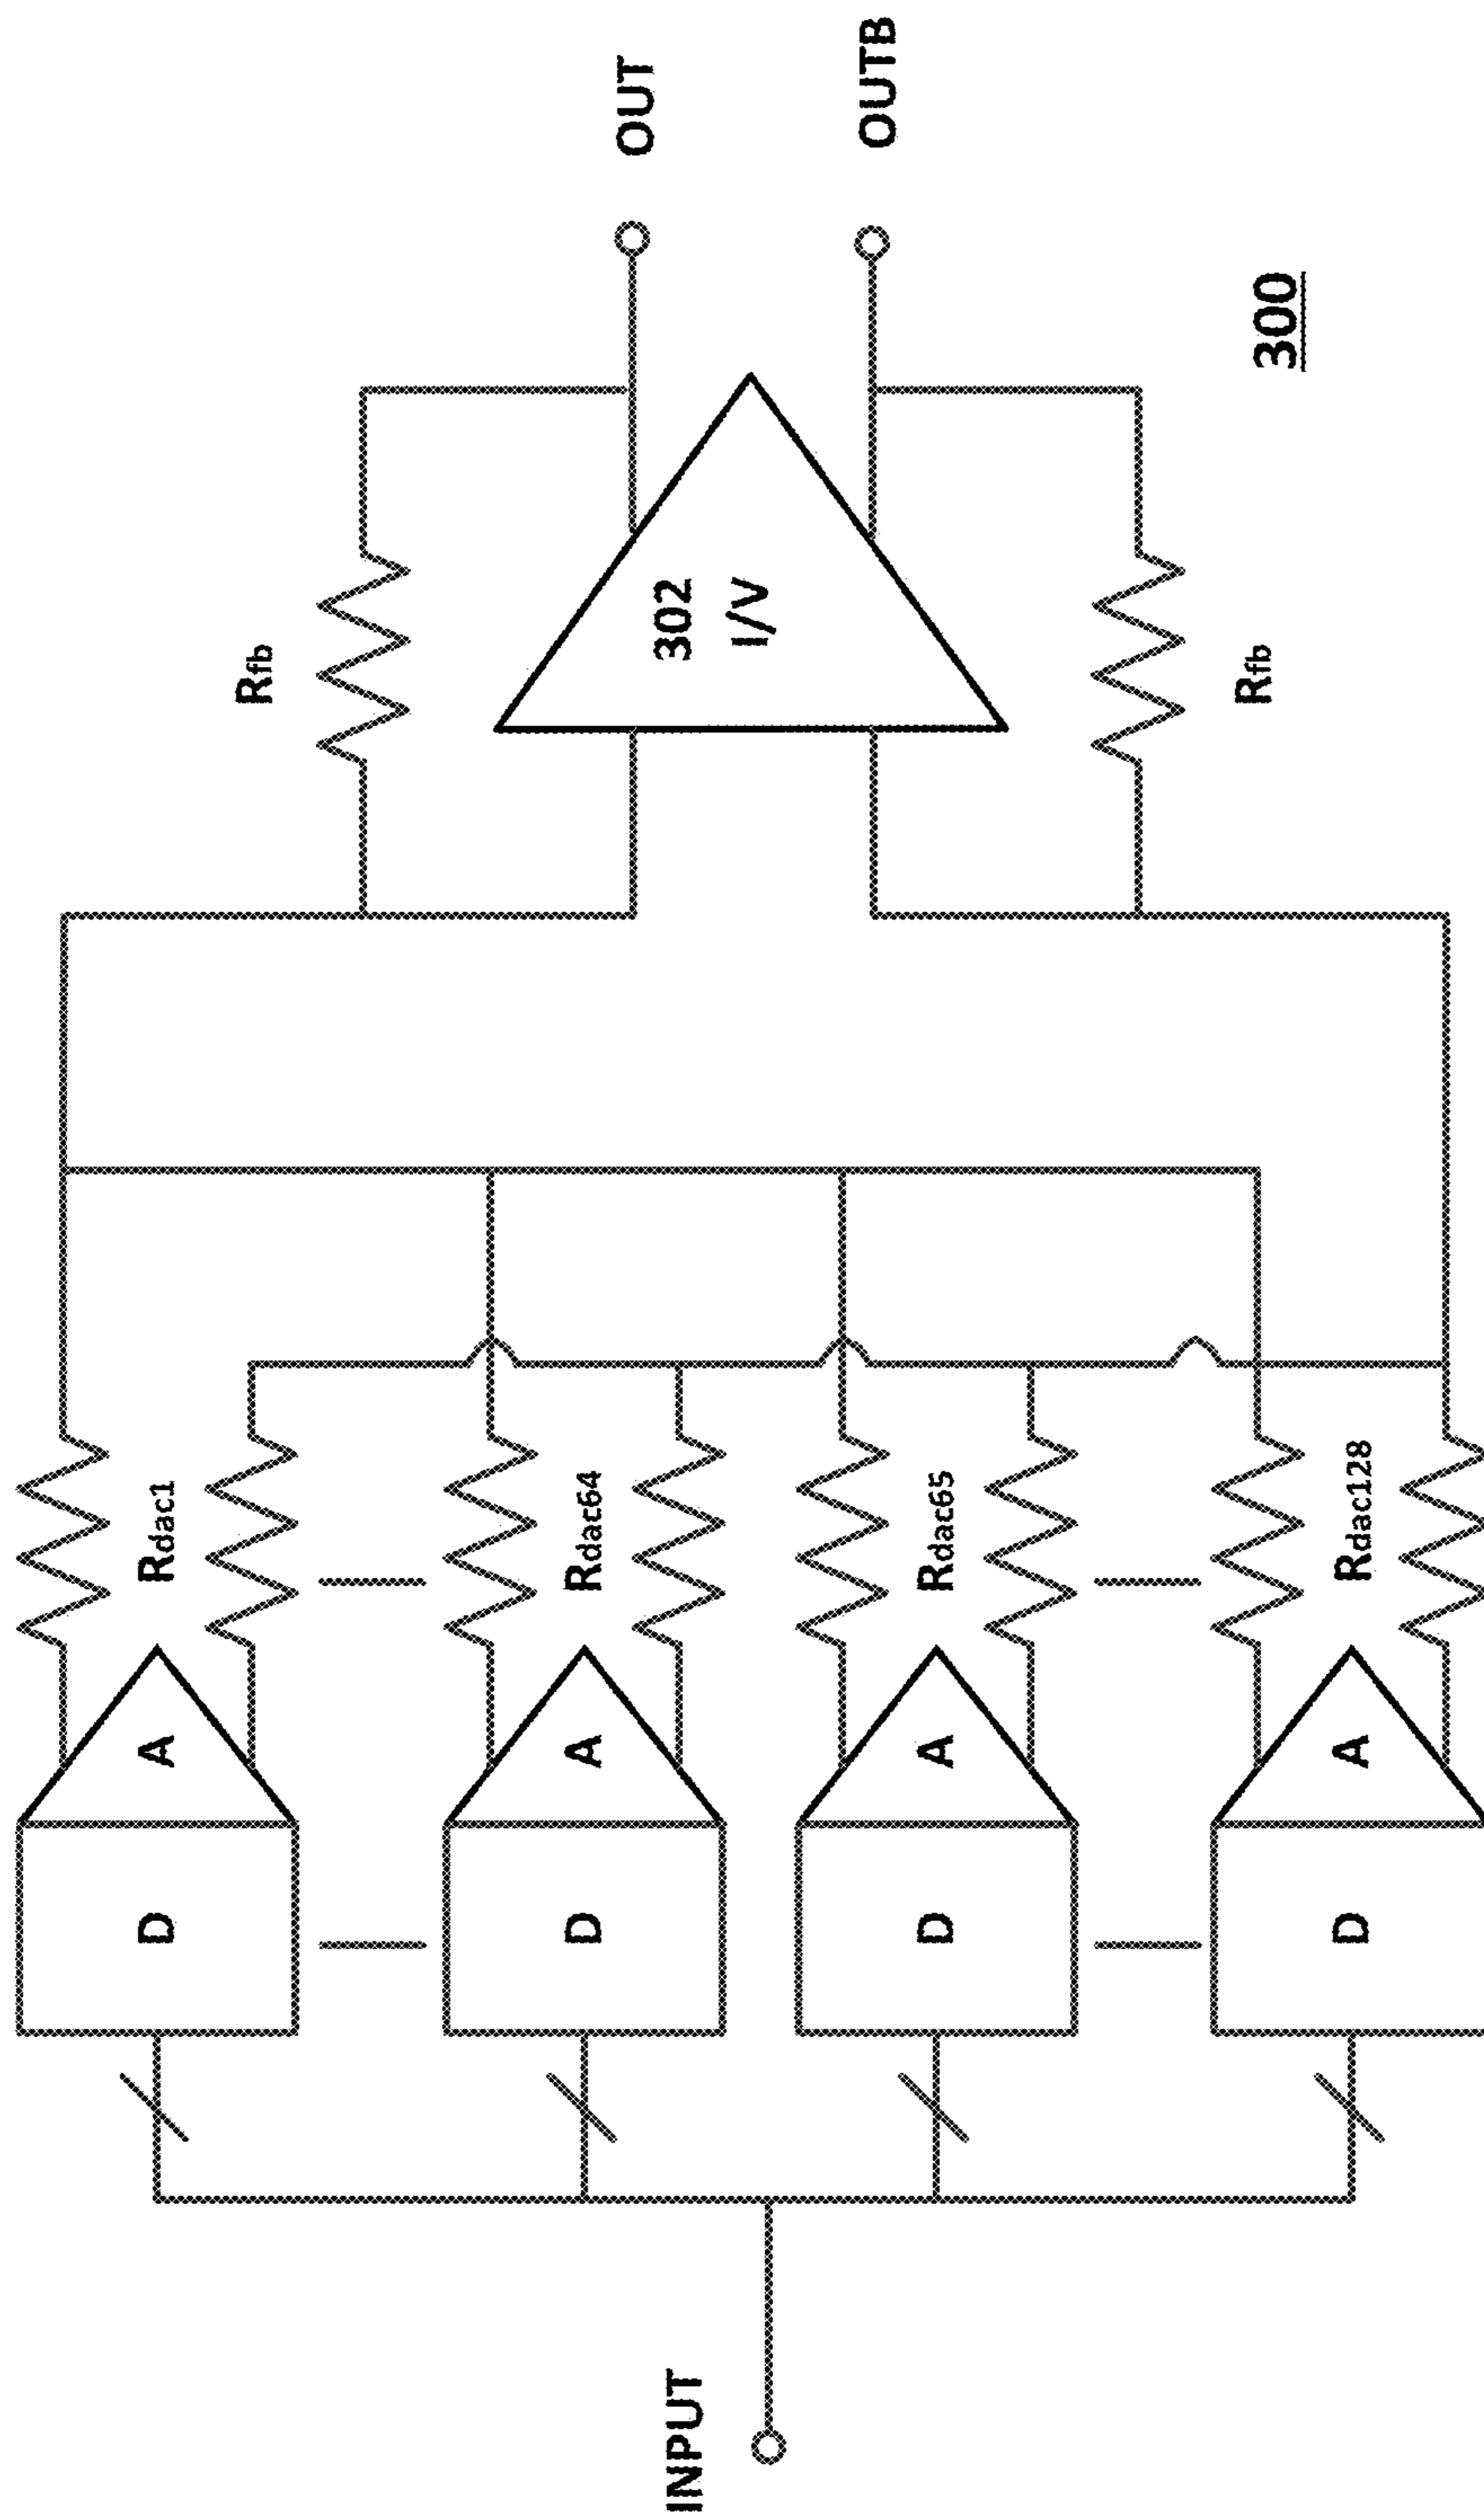 INPUT
D
A
Rdac1
D
A
Rdac64
D
A
Rdac65
D
A
Rdac128
Rfb
302
I/V
Rfb
OUT
OUTB
300